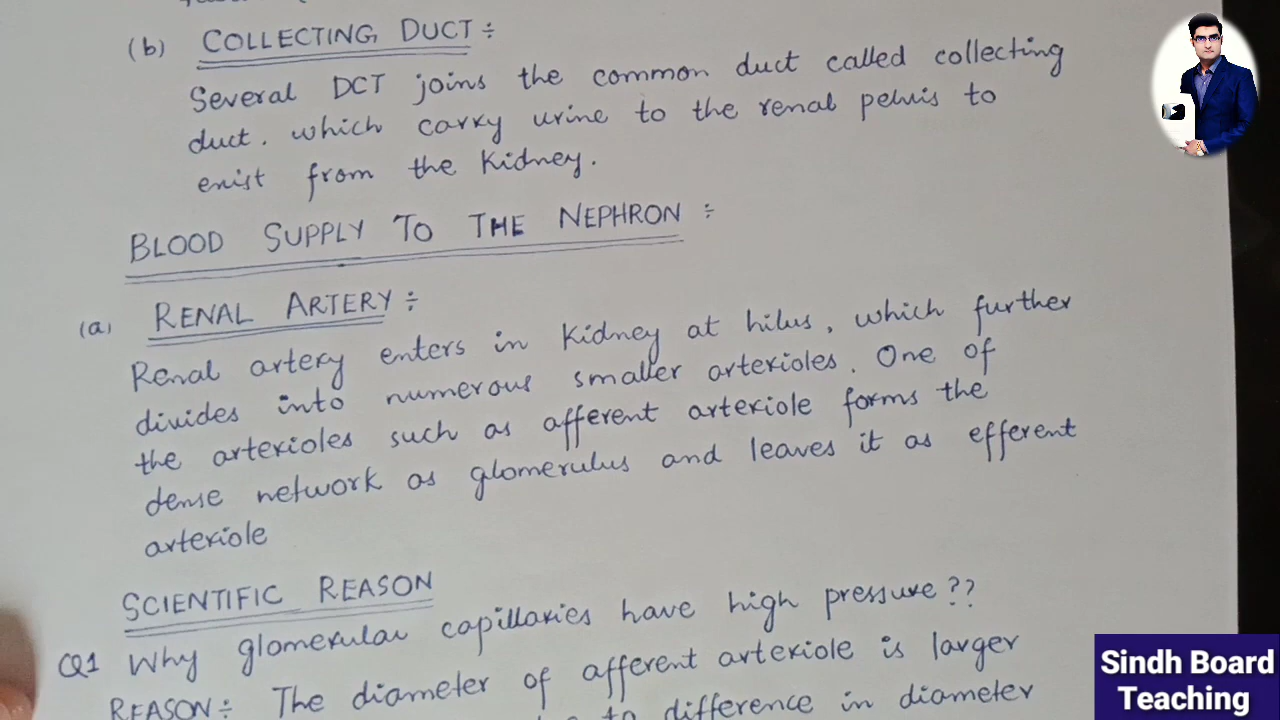 (b) COLLECTING DUCT ÷
Several DCT joins the common duct called collecting
duct. which carry urine to the renal pelvis to
exist from the kidney.
BLOOD SUPPLY TO THE NEPHRON ÷
(a) RENAL ARTERY ÷
Renal artery enters in kidney at hilus, which further
divides into numerous smaller arterioles. One of
the arterioles such as afferent arteriole forms the
dense network as glomerulus and leaves it as efferent
arteriole
SCIENTIFIC REASON
Q1 Why glomerular capillaries have high pressure??
REASON ÷ The diameter of afferent arteriole is larger
to difference in diameter
Sindh Board
Teaching